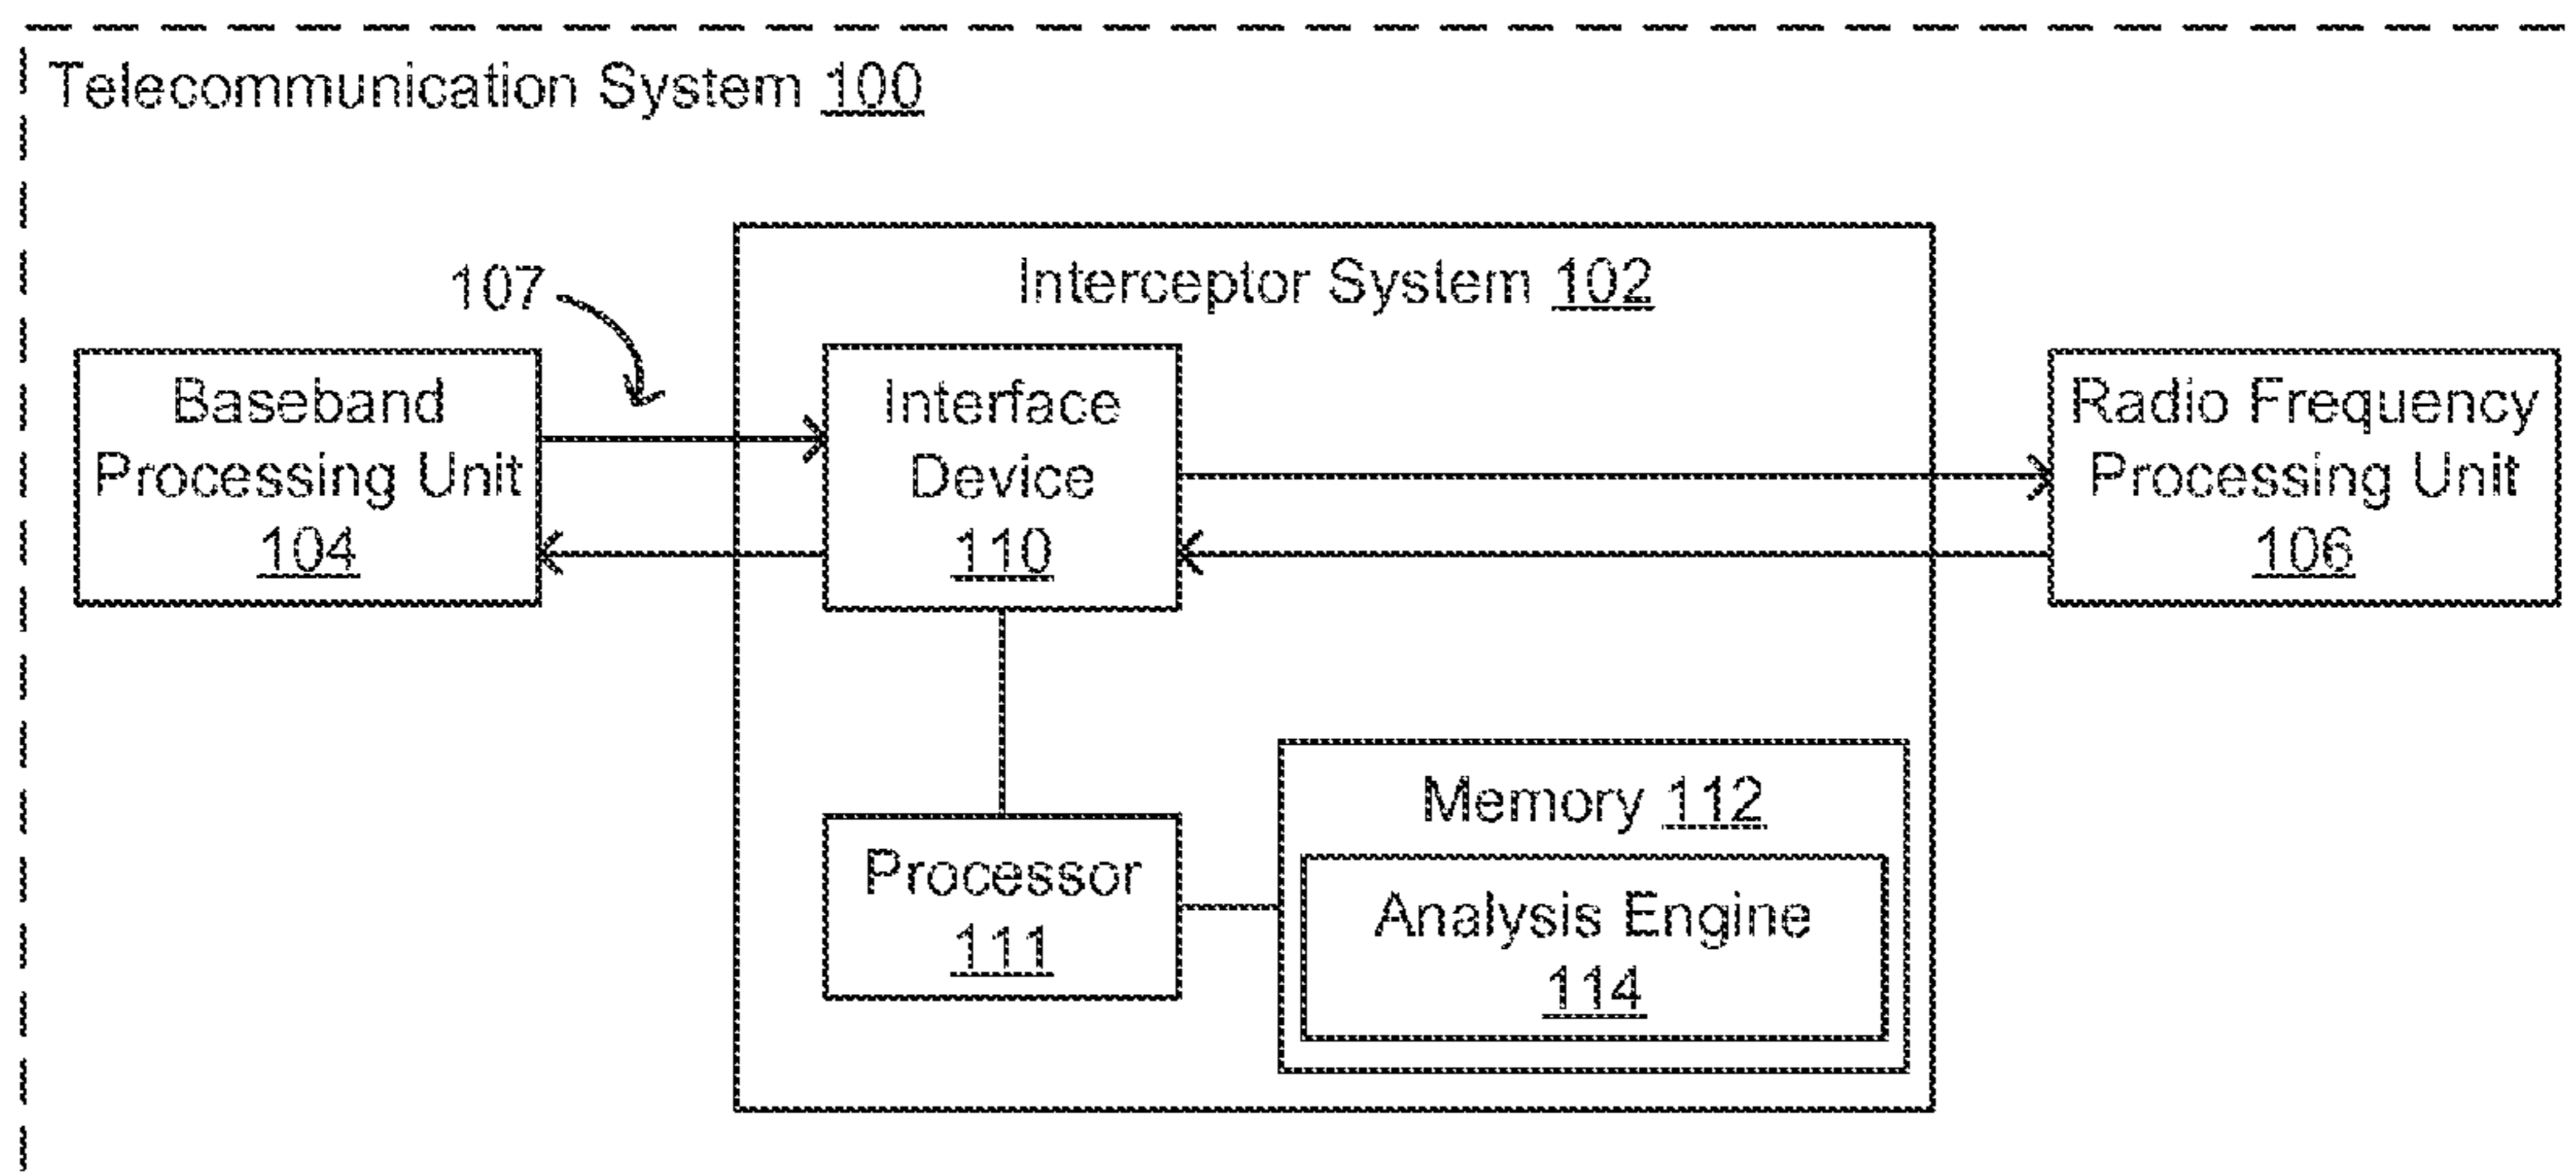 Telecommunication System 100
107
Interceptor System 102
Baseband
Processing Unit
104
Interface
Device
110
Radio Frequency
Processing Unit
106
Processor
111
Memory 112
Analysis Engine
114